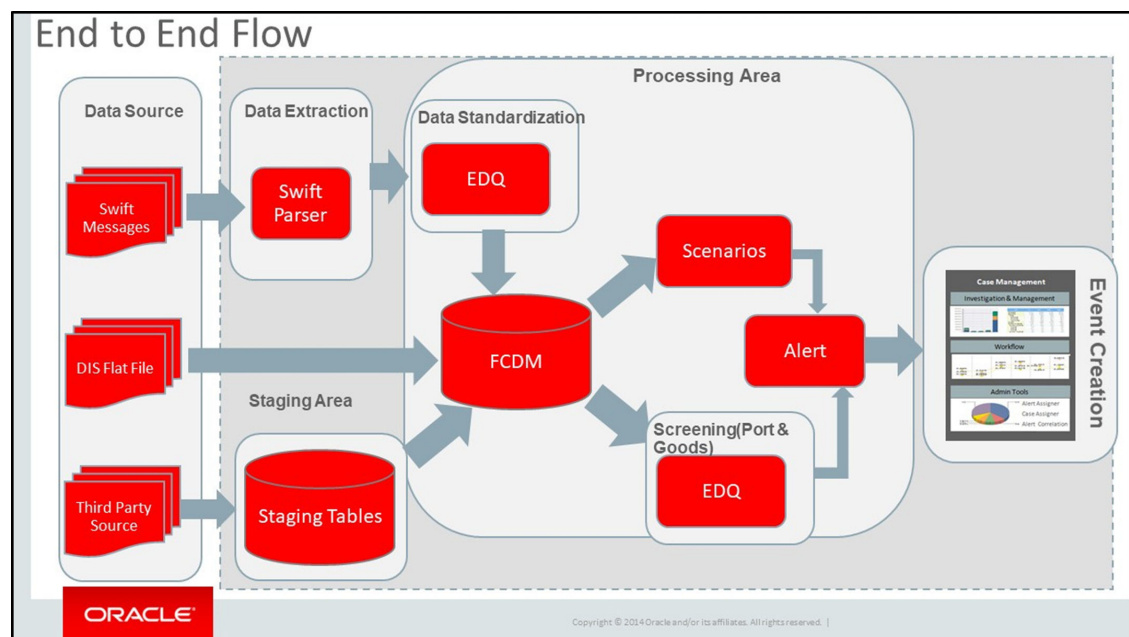 End to End Flow
Data Source
Swift
Messages
DIS Flat File
Third Party
Source
Data Extraction
Swift
Parser
Staging Area
Staging Tables
Processing Area
Data Standardization
EDQ
FCDM
Scenarios
Alert
Screening(Port &
Goods)
EDQ
Case Management
Investigation & Management
Workflow
Admin Tools
Alert Assigner
Case Assigner
Alert Correlation
Event Creation
ORACLE
Copyright © 2014 Oracle and/or its affiliates. All rights reserved. |